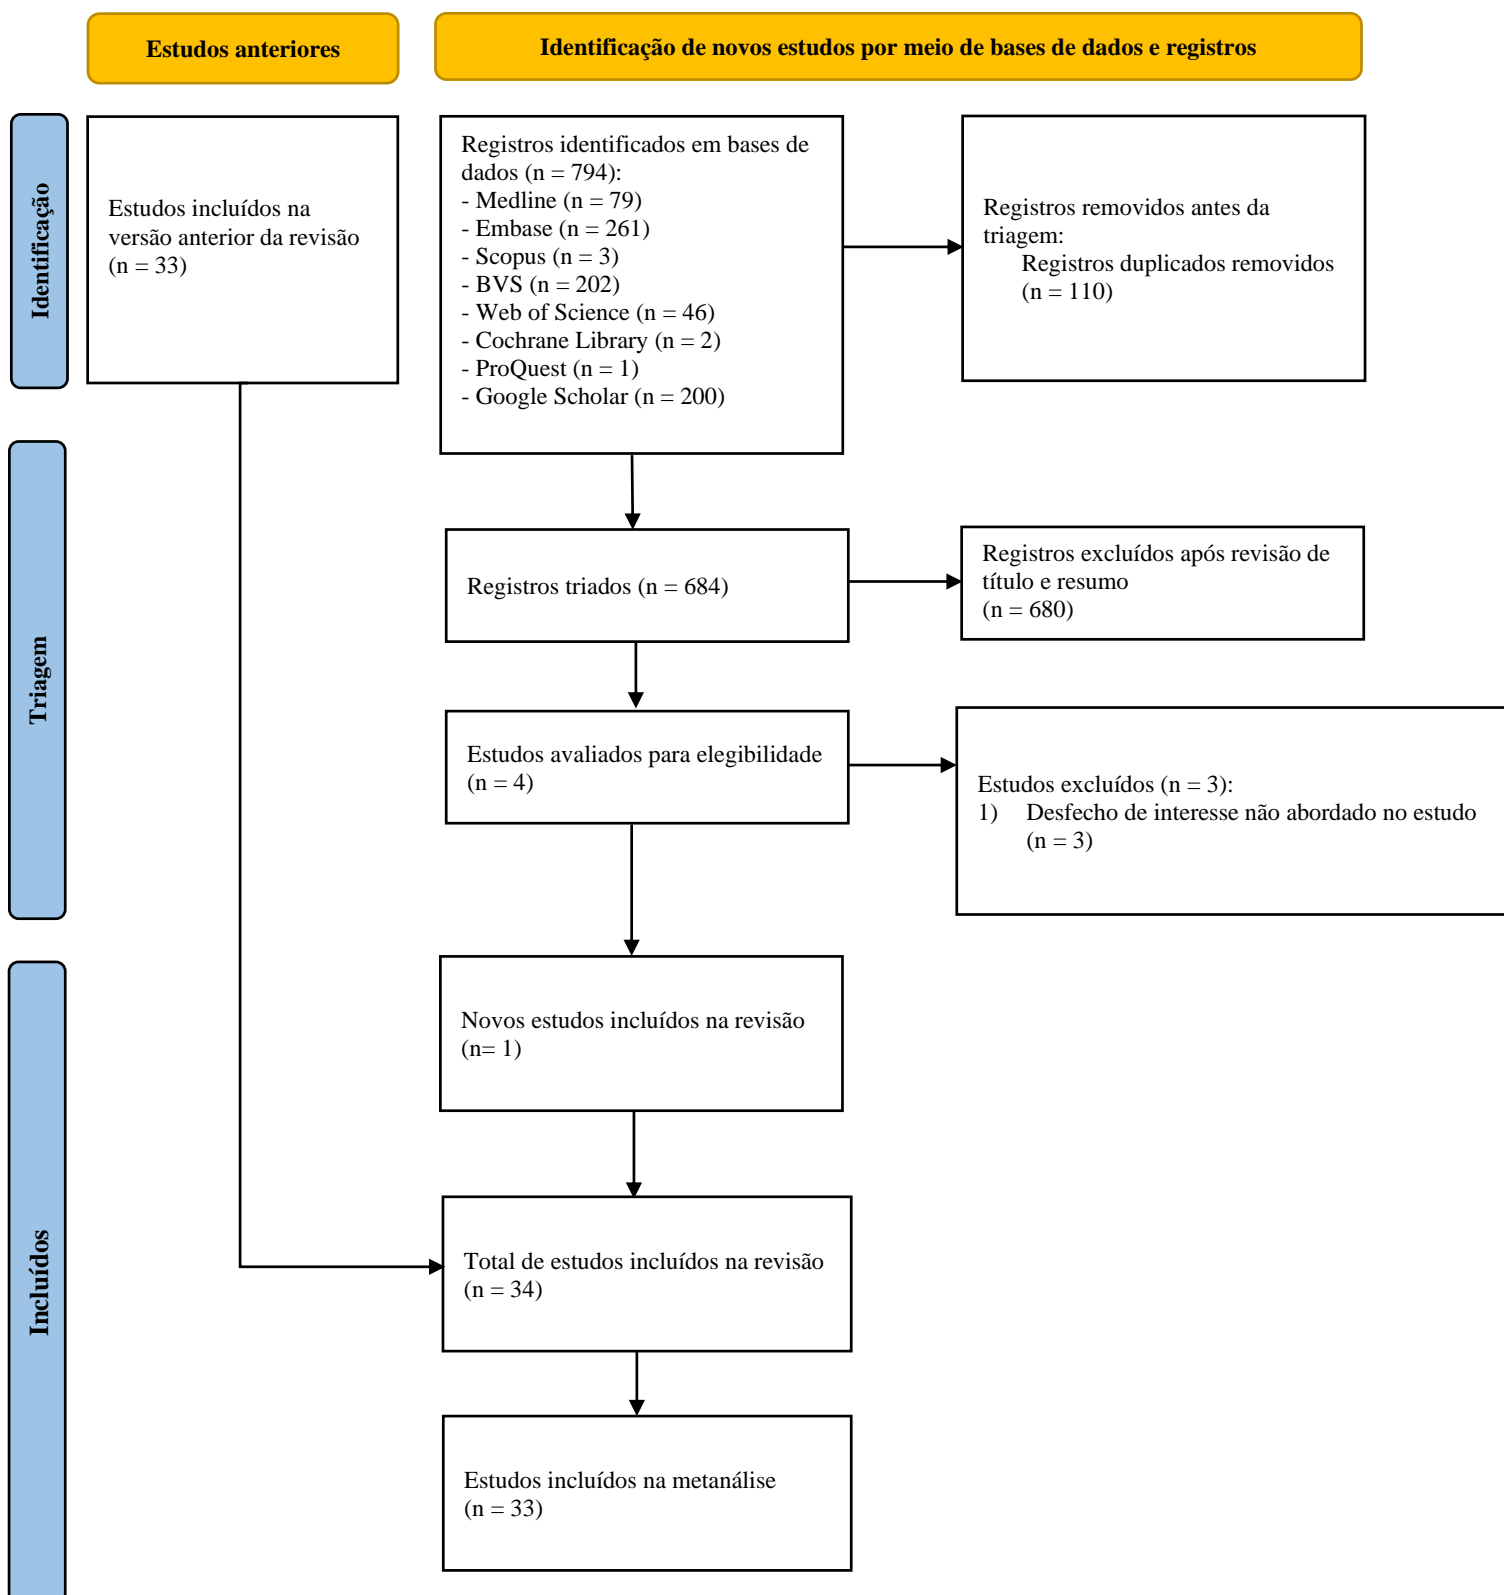 Estudos anteriores
Identificação de novos estudos por meio de bases de dados e registros
Identificação
Estudos incluídos na
versão anterior da revisão
(n = 33)
Registros identificados em bases de
dados (n = 794):
- Medline (n = 79)
- Embase (n = 261)
- Scopus (n = 3)
- BVS (n = 202)
- Web of Science (n = 46)
- Cochrane Library (n = 2)
- ProQuest (n = 1)
- Google Scholar (n = 200)
Registros removidos antes da
triagem:
Registros duplicados removidos
(n = 110)
Triagem
Registros triados (n = 684)
Registros excluídos após revisão de
título e resumo
(n = 680)
Estudos avaliados para elegibilidade
(n = 4)
Estudos excluídos (n = 3):
1) Desfecho de interesse não abordado no estudo
(n = 3)
Incluídos
Novos estudos incluídos na revisão
(n= 1)
Total de estudos incluídos na revisão
(n = 34)
Estudos incluídos na metanálise
(n = 33)